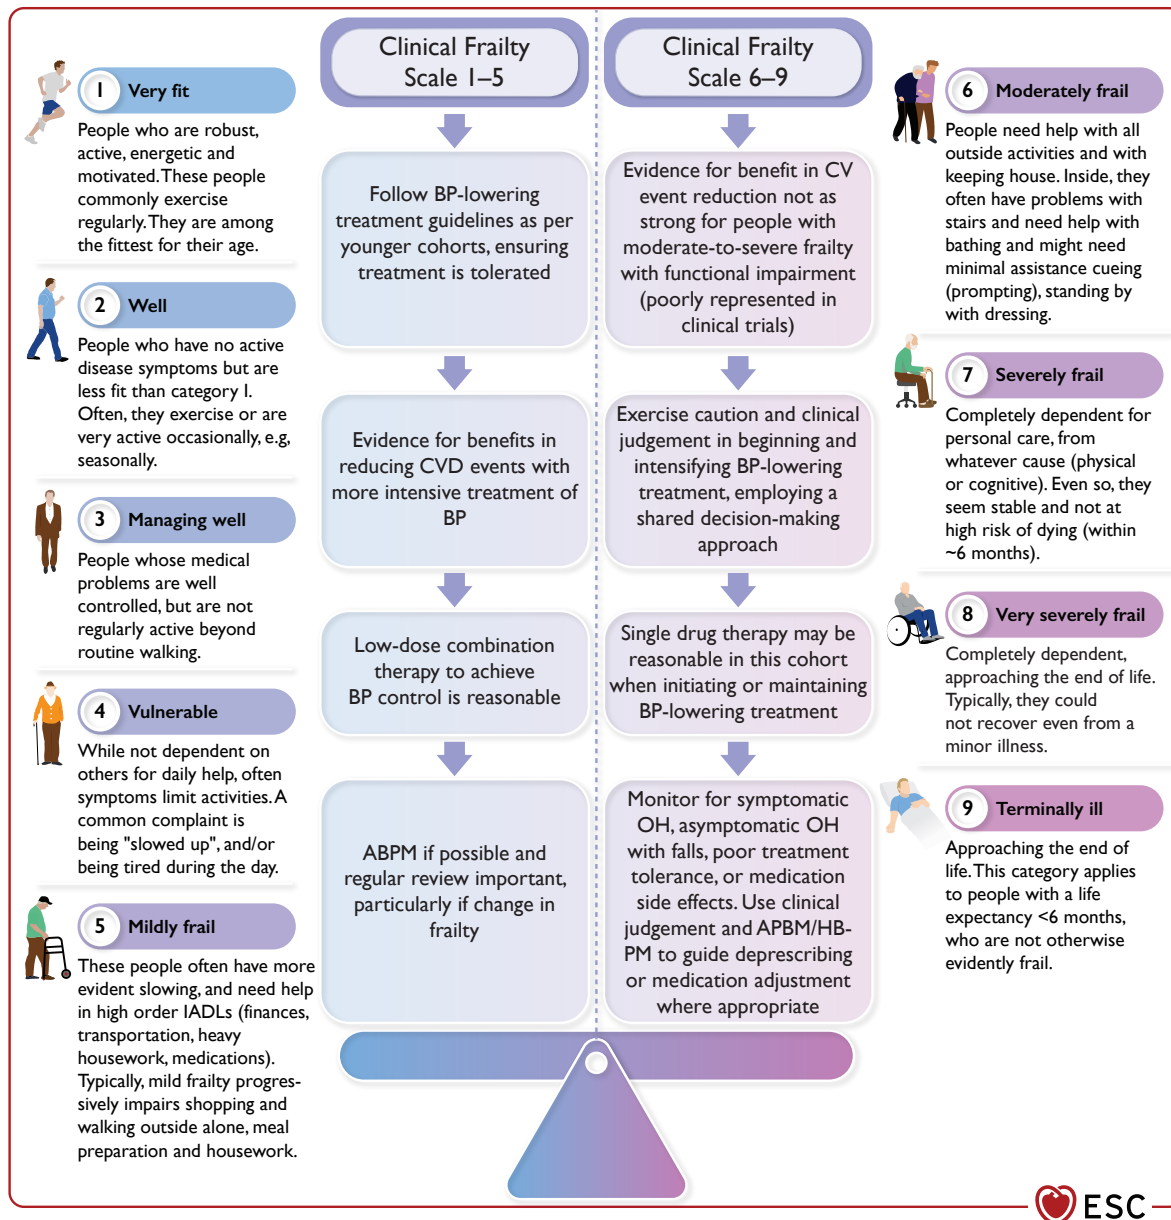 Clinical Frailty
Scale 1–5
Clinical Frailty
Scale 6–9
1 Very fit
People who are robust,
active, energetic and
motivated. These people
commonly exercise
regularly. They are among
the fittest for their age.
2 Well
People who have no active
disease symptoms but are
less fit than category 1.
Often, they exercise or are
very active occasionally, e.g,
seasonally.
3 Managing well
People whose medical
problems are well
controlled, but are not
regularly active beyond
routine walking.
4 Vulnerable
While not dependent on
others for daily help, often
symptoms limit activities. A
common complaint is
being "slowed up", and/or
being tired during the day.
5 Mildly frail
These people often have more
evident slowing, and need help
in high order IADLs (finances,
transportation, heavy
housework, medications).
Typically, mild frailty progres-
sively impairs shopping and
walking outside alone, meal
preparation and housework.
Follow BP-lowering
treatment guidelines as per
younger cohorts, ensuring
treatment is tolerated
Evidence for benefits in
reducing CVD events with
more intensive treatment of
BP
Low-dose combination
therapy to achieve
BP control is reasonable
ABPM if possible and
regular review important,
particularly if change in
frailty
Evidence for benefit in CV
event reduction not as
strong for people with
moderate-to-severe frailty
with functional impairment
(poorly represented in
clinical trials)
Exercise caution and clinical
judgement in beginning and
intensifying BP-lowering
treatment, employing a
shared decision-making
approach
Single drug therapy may be
reasonable in this cohort
when initiating or maintaining
BP-lowering treatment
Monitor for symptomatic
OH, asymptomatic OH
with falls, poor treatment
tolerance, or medication
side effects. Use clinical
judgement and APBM/HB-
PM to guide deprescribing
or medication adjustment
where appropriate
6 Moderately frail
People need help with all
outside activities and with
keeping house. Inside, they
often have problems with
stairs and need help with
bathing and might need
minimal assistance cueing
(prompting), standing by
with dressing.
7 Severely frail
Completely dependent for
personal care, from
whatever cause (physical
or cognitive). Even so, they
seem stable and not at
high risk of dying (within
~6 months).
8 Very severely frail
Completely dependent,
approaching the end of life.
Typically, they could
not recover even from a
minor illness.
9 Terminally ill
Approaching the end of
life. This category applies
to people with a life
expectancy <6 months,
who are not otherwise
evidently frail.
ESC